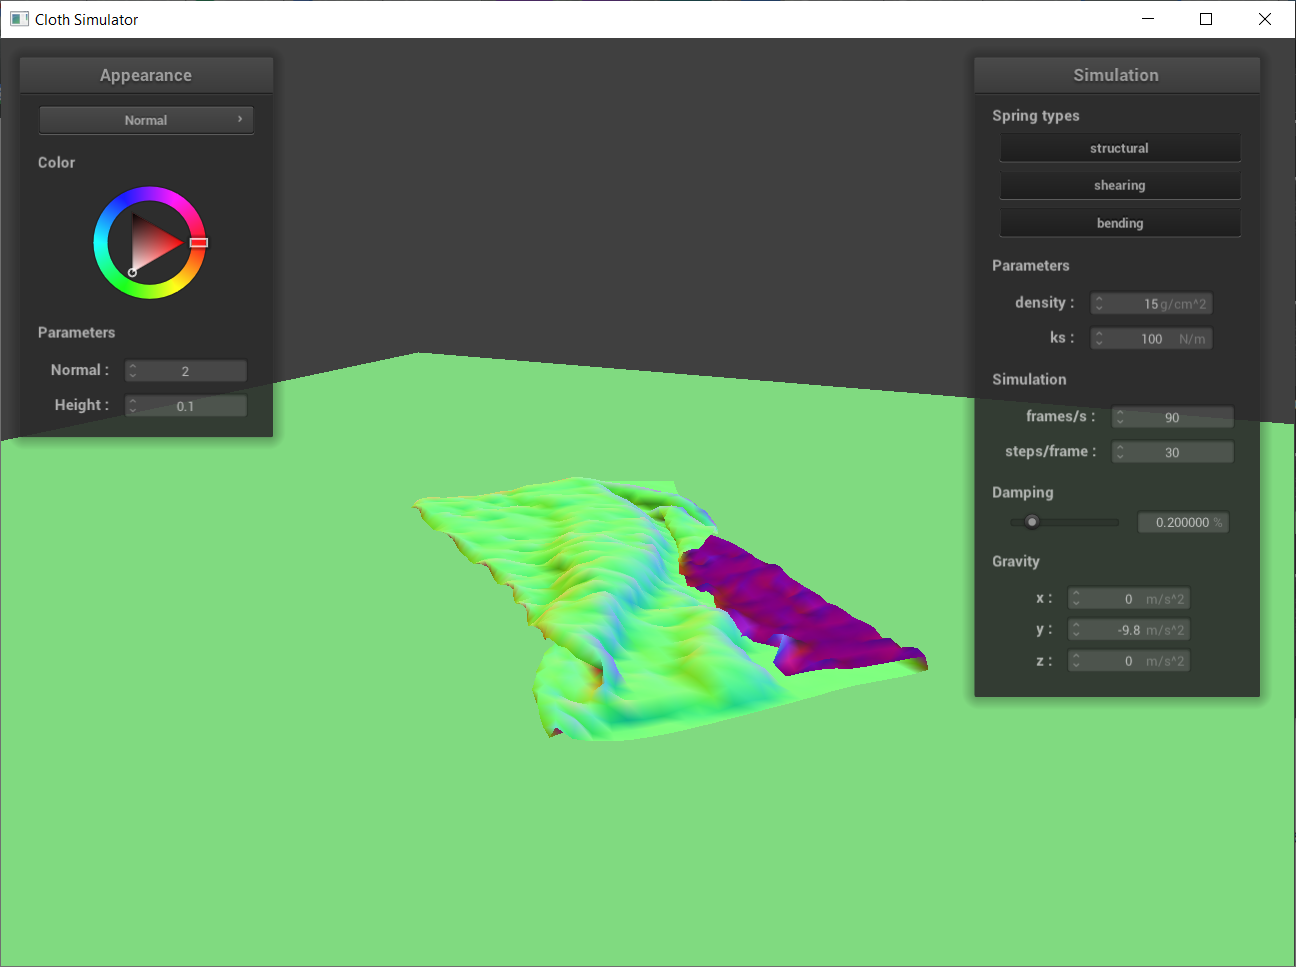 Cloth Simulator
Appearance
Normal
Color
Parameters
Normal : 2
Height : 0.1
Simulation
Spring types
structural
shearing
bending
Parameters
density : 15 g/cm^2
ks : 100 N/m
Simulation
frames/s : 90
steps/frame : 30
Damping
0.200000 %
Gravity
x : 0 m/s^2
y : -9.8 m/s^2
z : 0 m/s^2